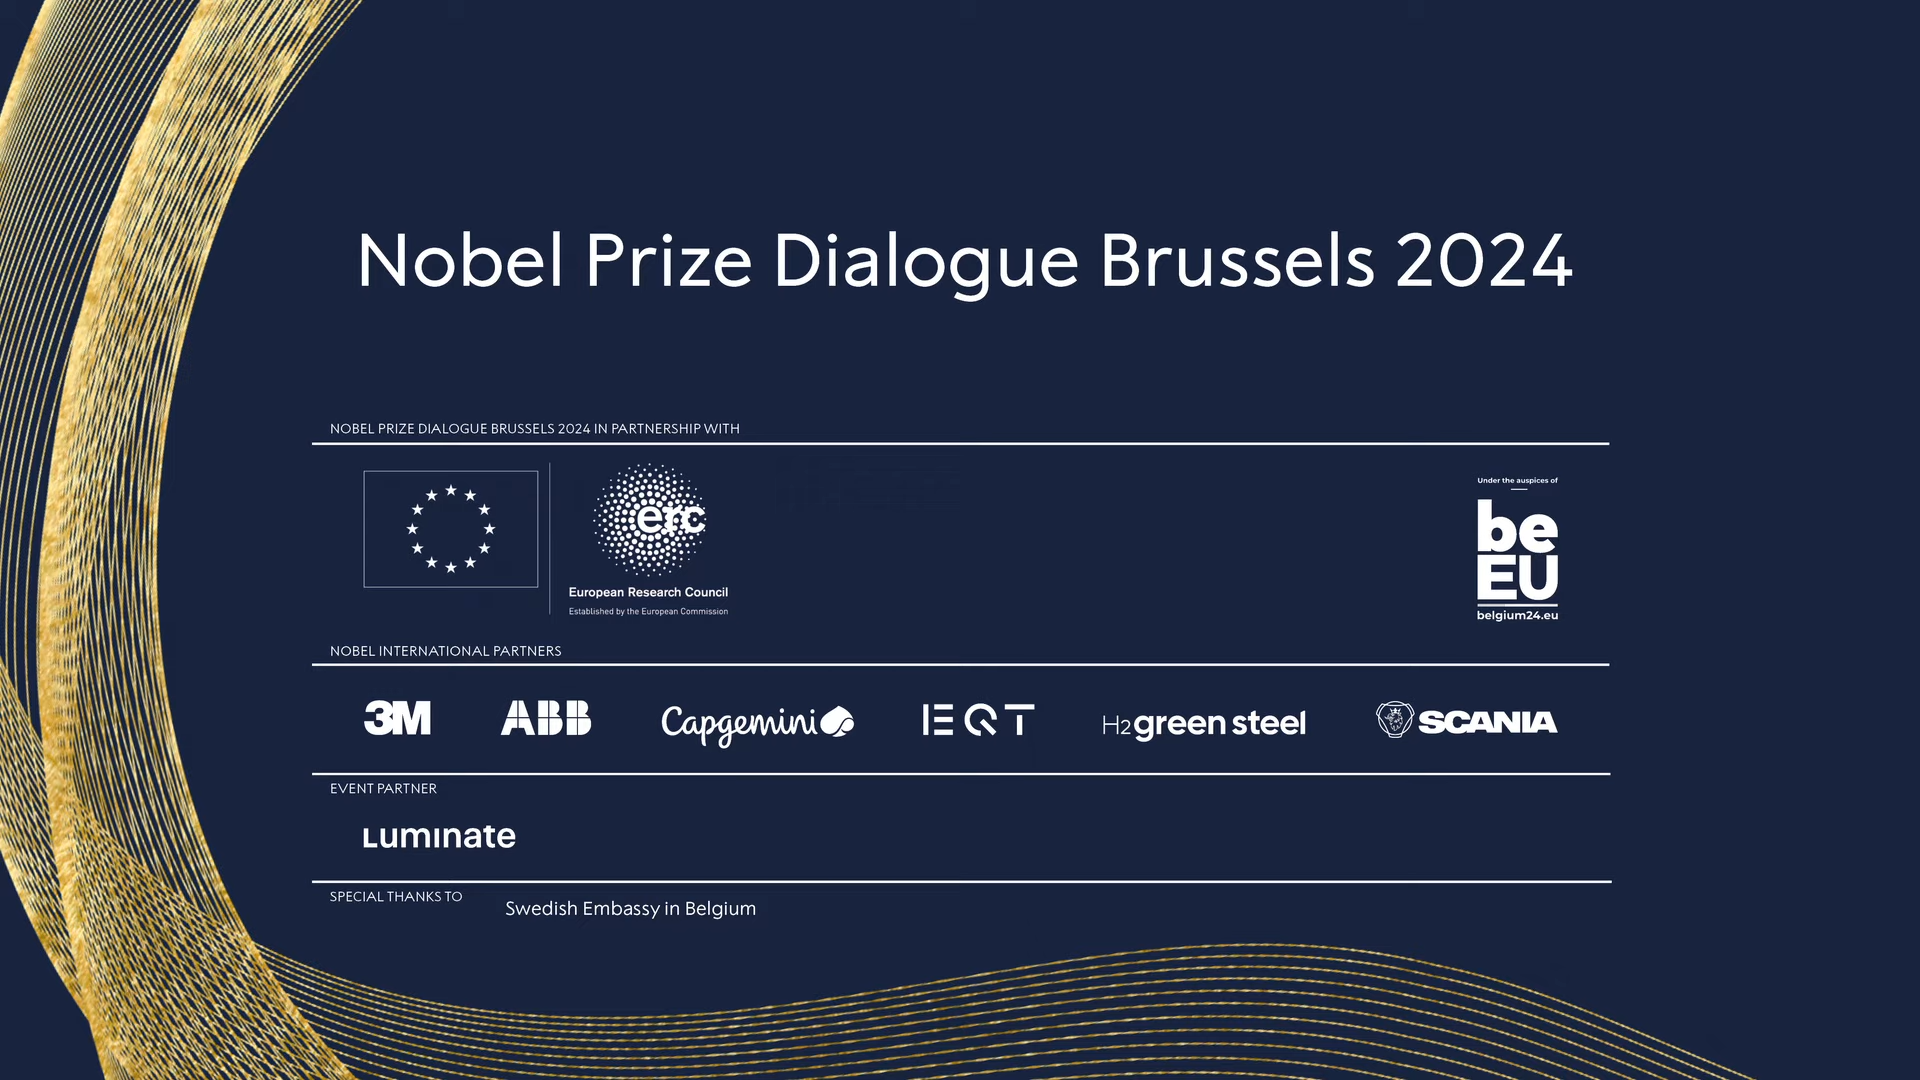 Nobel Prize Dialogue Brussels 2024
NOBEL PRIZE DIALOGUE BRUSSELS 2024 IN PARTNERSHIP WITH
erc
European Research Council
Established by the European Commission
Under the auspices of
be
EU
belgium24.eu
NOBEL INTERNATIONAL PARTNERS
3M ABB Capgemini EQT H2 green steel SCANIA
EVENT PARTNER
Luminate
SPECIAL THANKS TO
Swedish Embassy in Belgium